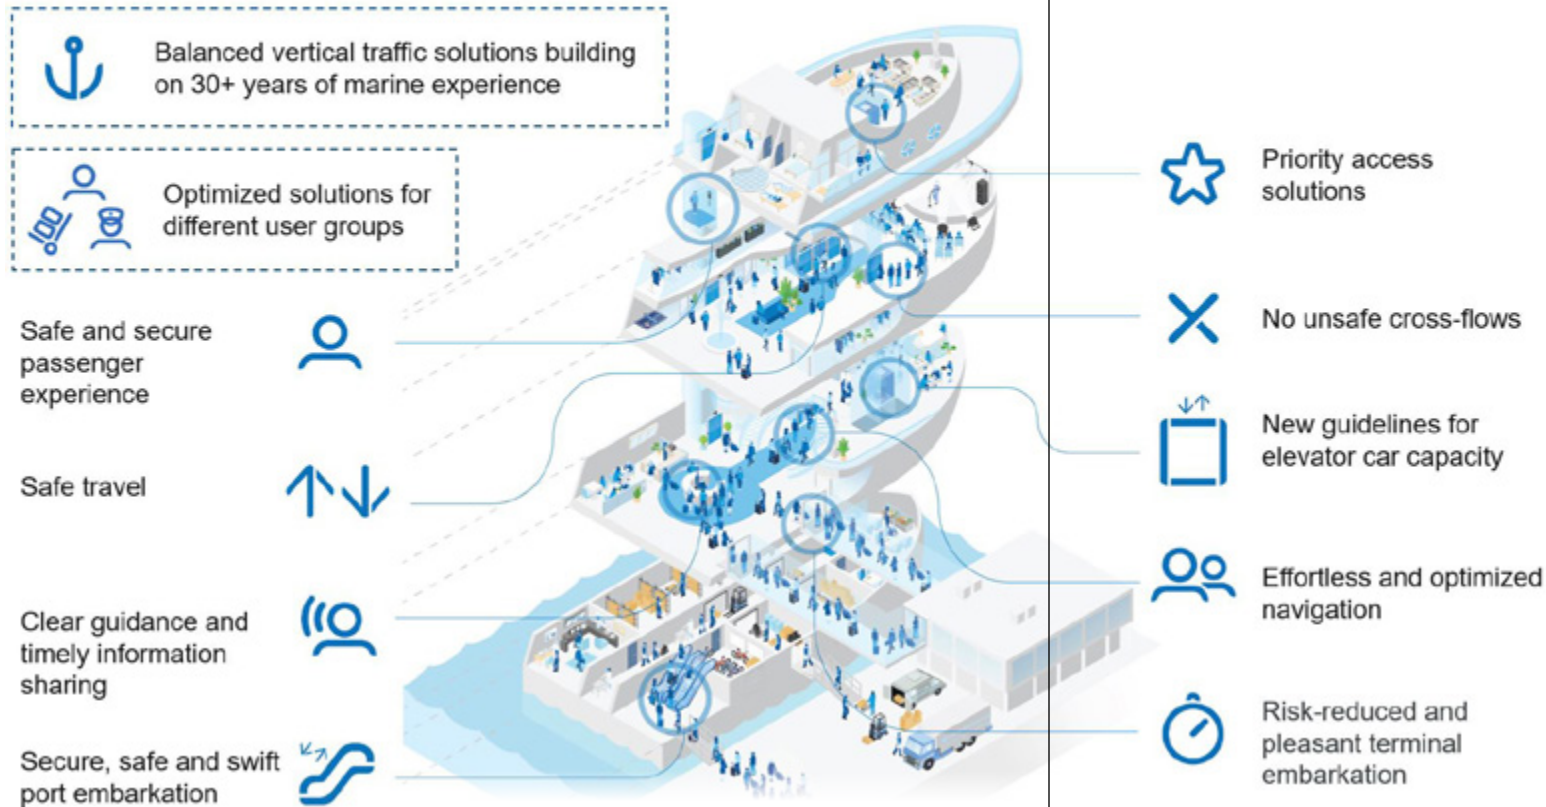 Balanced vertical traffic solutions building
on 30+ years of marine experience
Optimized solutions for
different user groups
Safe and secure
passenger
experience
Safe travel
Clear guidance and
timely information
sharing
Secure, safe and swift
port embarkation
Priority access
solutions
No unsafe cross-flows
New guidelines for
elevator car capacity
Effortless and optimized
navigation
Risk-reduced and
pleasant terminal
embarkation